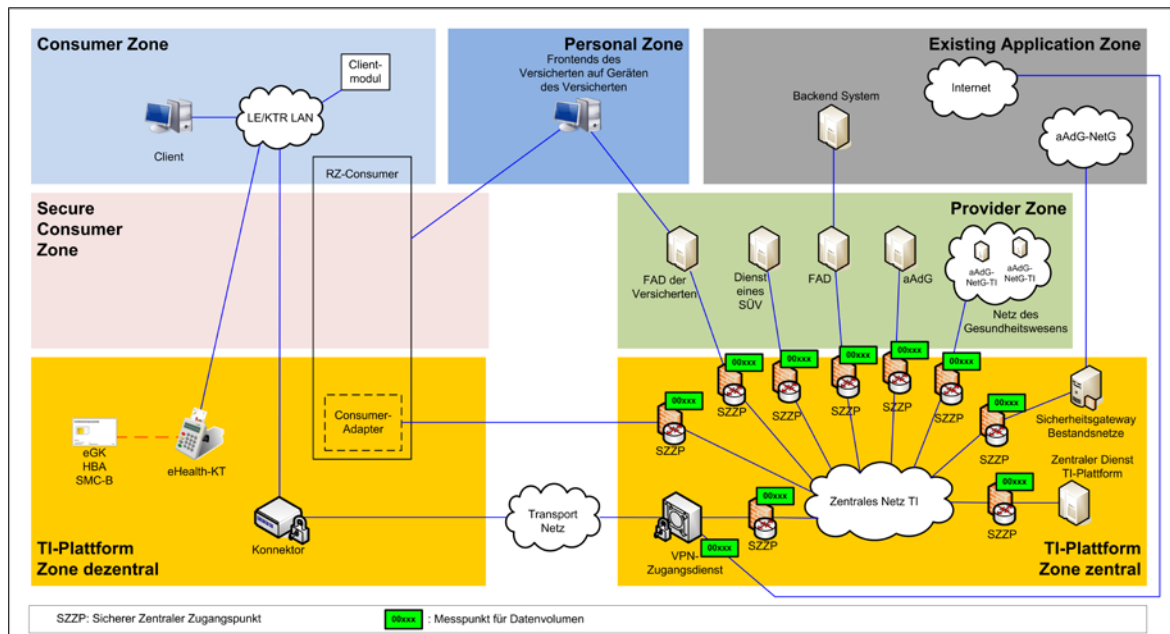 Consumer Zone
Client-
modul
LE/KTR LAN
Client
RZ-Consumer
Personal Zone
Frontends des
Versicherten auf Geräten
des Versicherten
Existing Application Zone
Internet
Backend System
aAdG-NetG
Secure
Consumer
Zone
Provider Zone
FAD der
Versicherten
Dienst
eines
SÜV
FAD
aAdG
aAdG-
NetG-TI
aAdG-
NetG-TI
Netz des
Gesundheitswesens
00xxx
SZZP
00xxx
SZZP
00xxx
SZZP
00xxx
SZZP
00xxx
SZZP
00xxx
SZZP
00xxx
SZZP
Sicherheitsgateway
Bestandsnetze
Consumer-
Adapter
eGK
HBA
SMC-B
eHealth-KT
Konnektor
Transport
Netz
00xxx
VPN-
Zugangsdienst
00xxx
SZZP
Zentrales Netz TI
00xxx
SZZP
Zentraler Dienst
TI-Plattform
TI-Plattform
Zone dezentral
TI-Plattform
Zone zentral
SZZP: Sicherer Zentraler Zugangspunkt
00xxx : Messpunkt für Datenvolumen